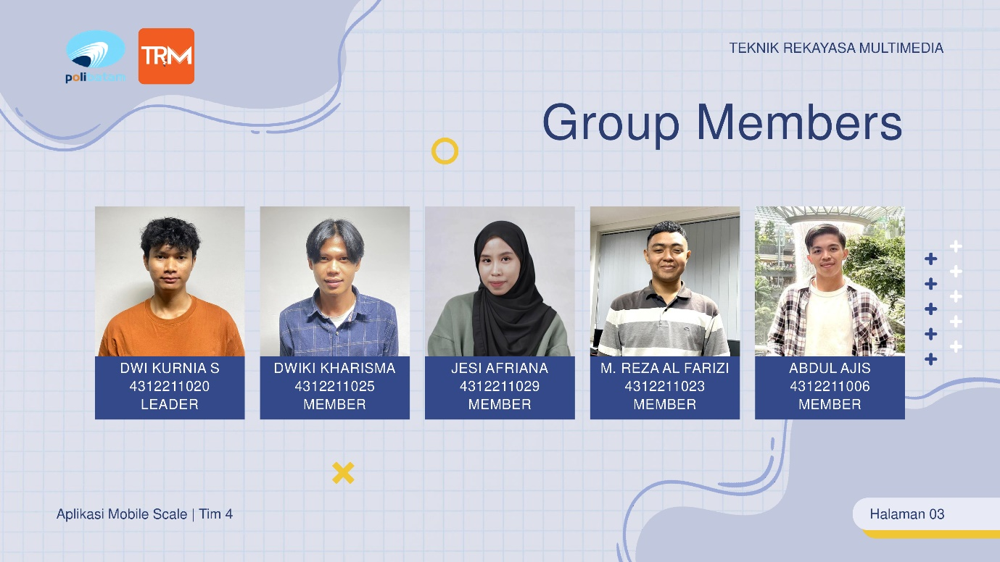 polibatam
TRM
TEKNIK REKAYASA MULTIMEDIA
Group Members
DWI KURNIA S
4312211020
LEADER
DWIKI KHARISMA
4312211025
MEMBER
JESI AFRIANA
4312211029
MEMBER
M. REZA AL FARIZI
4312211023
MEMBER
ABDUL AJIS
4312211006
MEMBER
Aplikasi Mobile Scale | Tim 4
Halaman 03